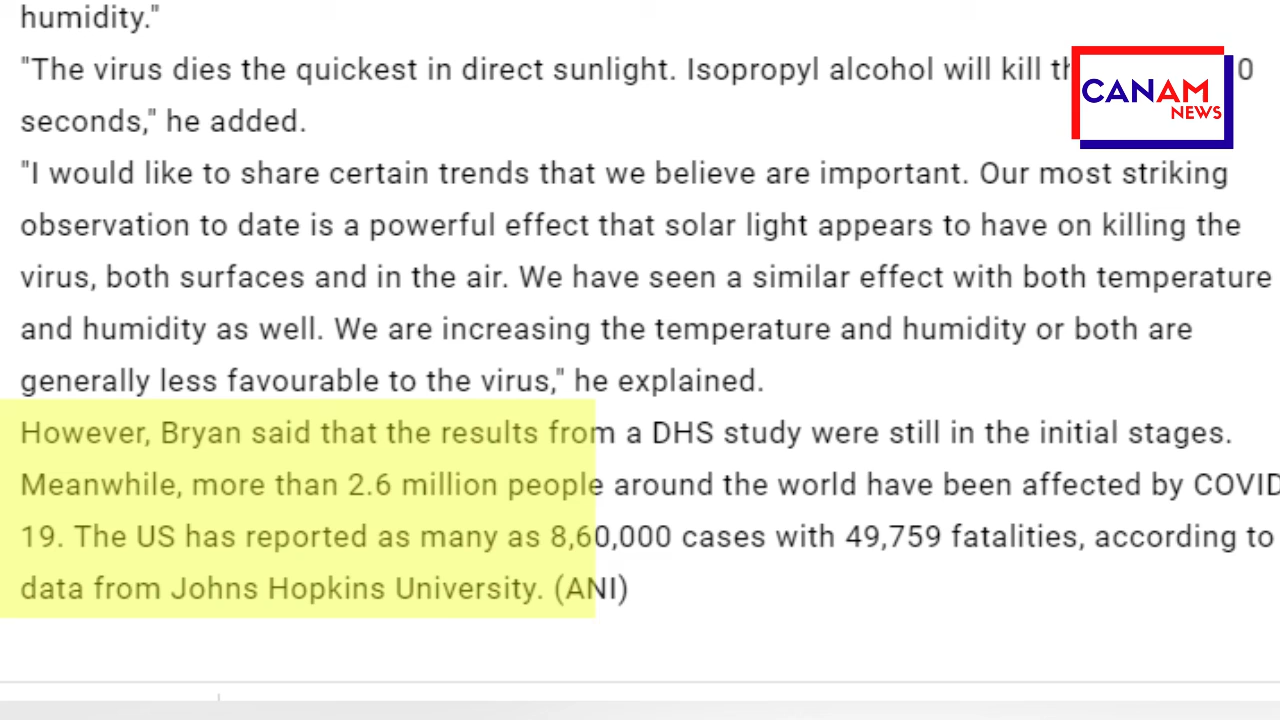 humidity."
"The virus dies the quickest in direct sunlight. Isopropyl alcohol will kill 0
seconds," he added.
"I would like to share certain trends that we believe are important. Our most striking
observation to date is a powerful effect that solar light appears to have on killing the
virus, both surfaces and in the air. We have seen a similar effect with both temperature
and humidity as well. We are increasing the temperature and humidity or both are
generally less favourable to the virus," he explained.
However, Bryan said that the results from a DHS study were still in the initial stages.
Meanwhile, more than 2.6 million people around the world have been affected by COVID
19. The US has reported as many as 8,60,000 cases with 49,759 fatalities, according to
data from Johns Hopkins University. (ANI)
CANAM
NEWS